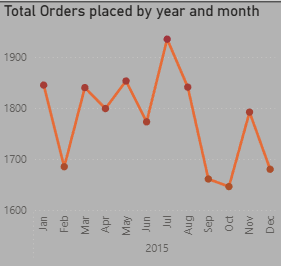 Total Orders placed by year and month
1900
1800
1700
1600
Jan
Feb
Mar
Apr
May
Jun
Jul
Aug
Sep
Oct
Nov
Dec
2015